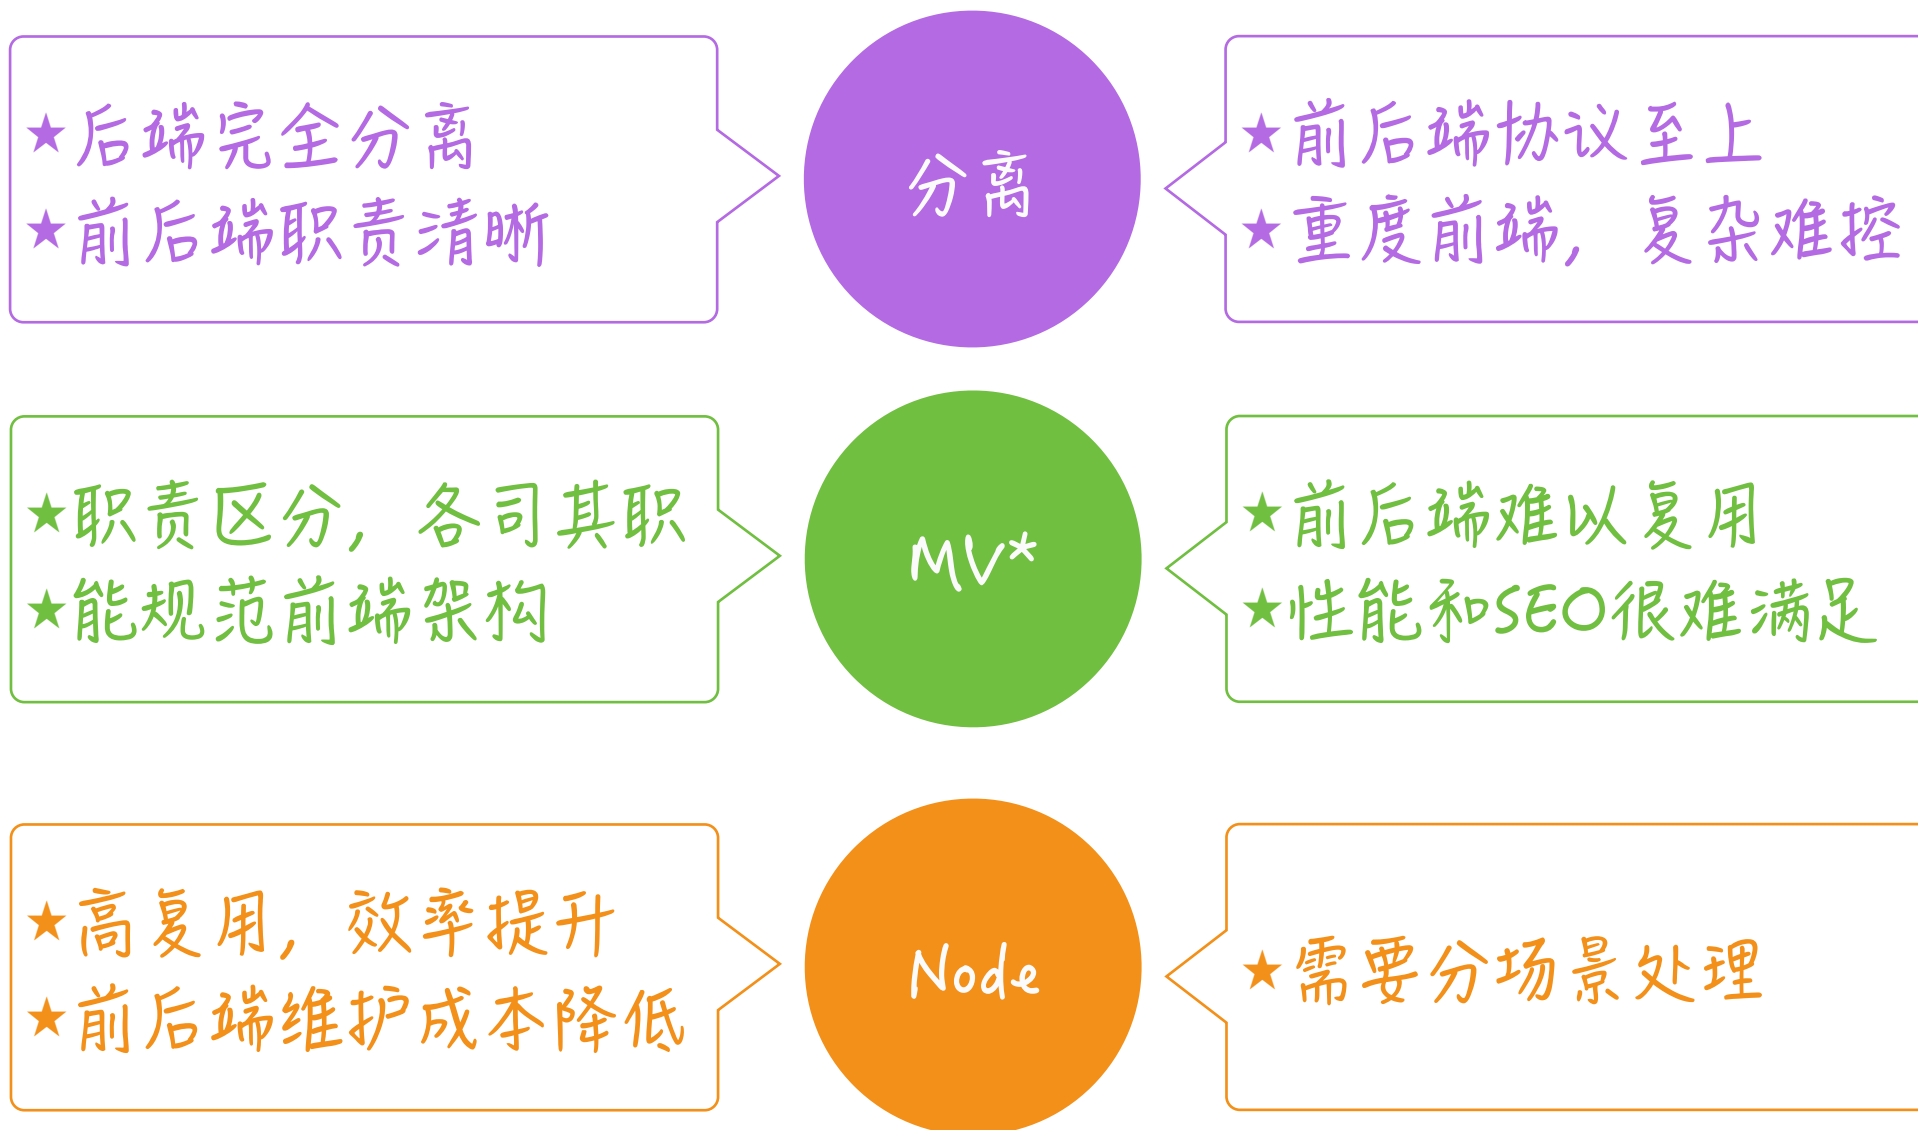 ★后端完全分离
★前后端职责清晰
分离
★前后端协议至上
★重度前端，复杂难控
★职责区分，各司其职
★能规范前端架构
MV*
★前后端难以复用
★性能和SEO很难满足
★高复用，效率提升
★前后端维护成本降低
Node
★需要分场景处理